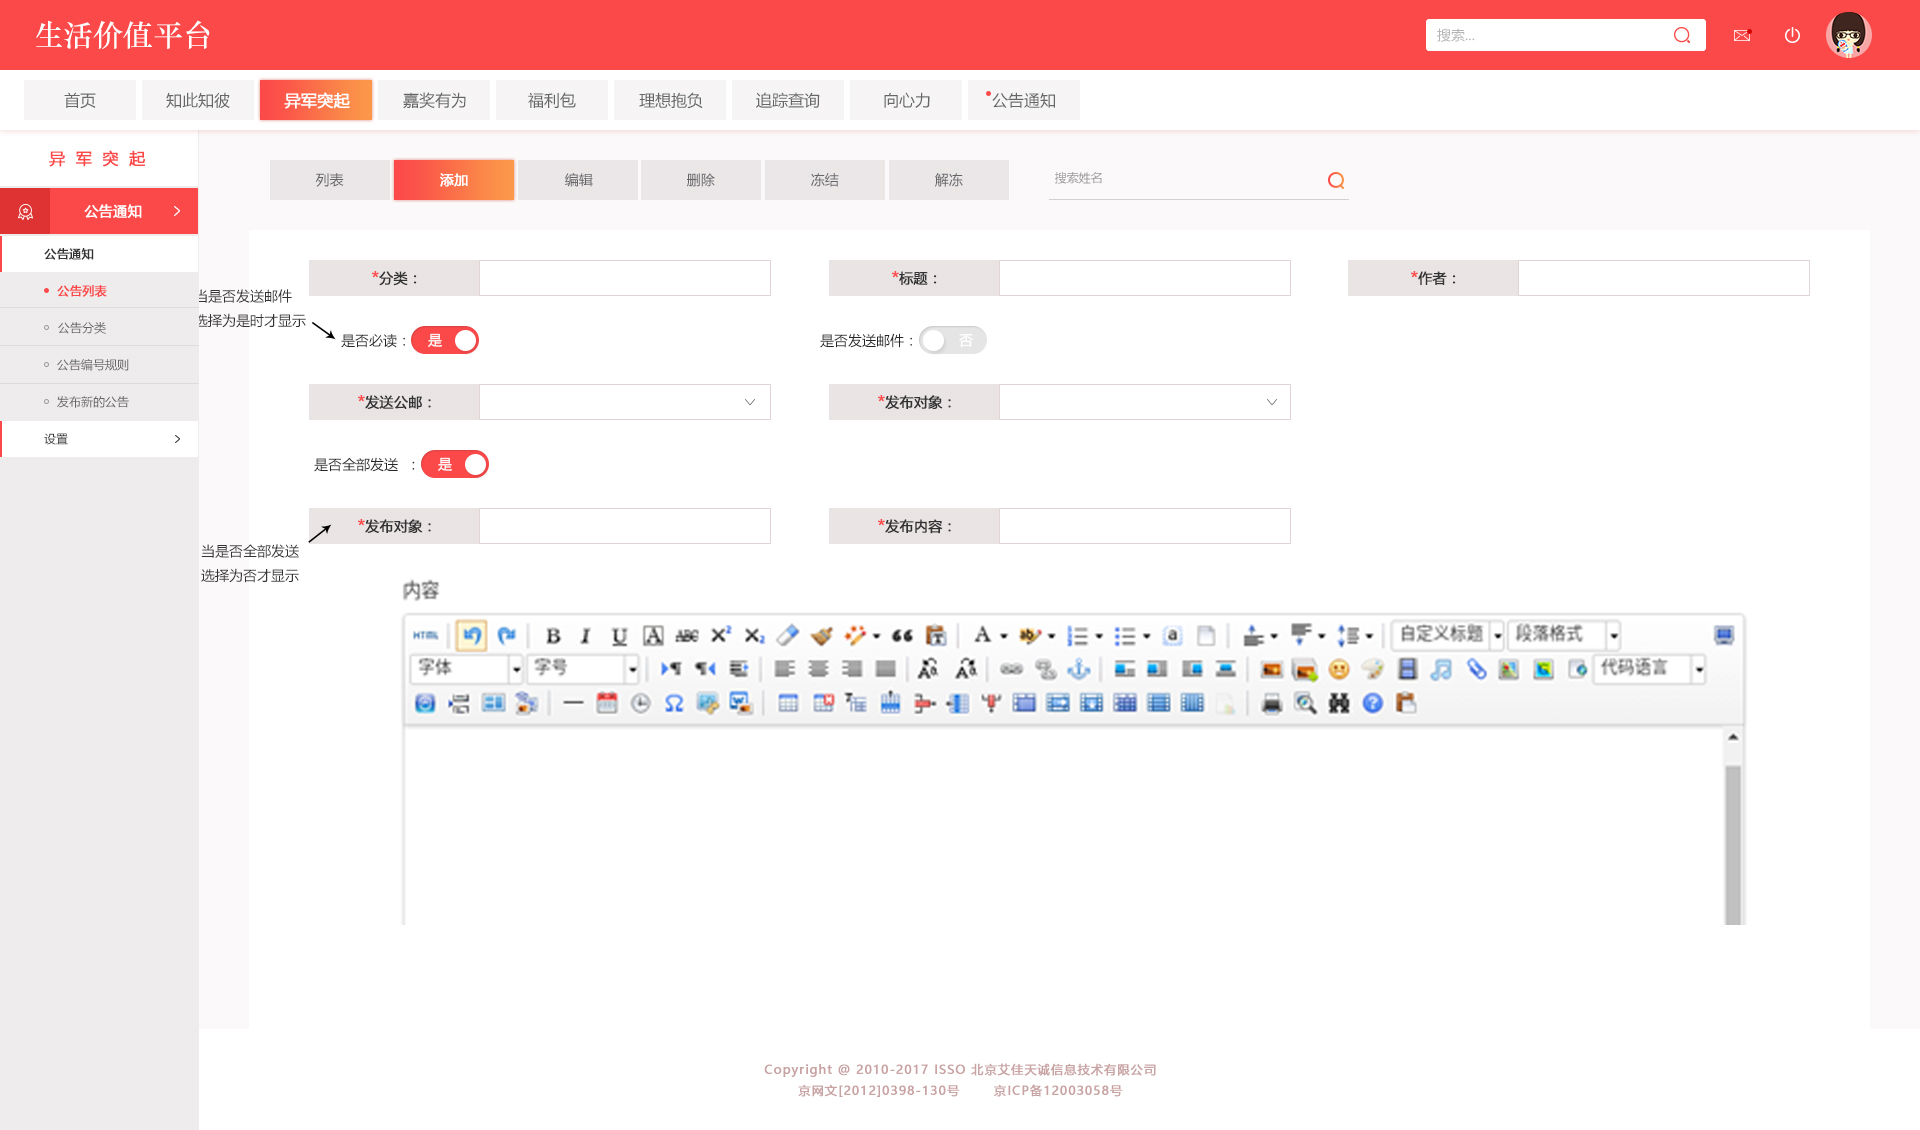 生活价值平台
搜索...
首页
知此知彼
异军突起
嘉奖有为
福利包
理想抱负
追踪查询
向心力
公告通知
异军突起
公告通知
公告通知
公告列表
公告分类
公告编号规则
发布新的公告
设置
列表
添加
编辑
删除
冻结
解冻
搜索姓名
*分类：
*标题：
*作者：
当是否发送邮件
选择为是时才显示
是否必读：
是
是否发送邮件：
否
*发送公邮：
*发布对象：
是否全部发送 ：
是
*发布对象：
*发布内容：
当是否全部发送
选择为否才显示
内容
HTML
自定义标题
段落格式
字体
字号
代码语言
Copyright @ 2010-2017 ISSO 北京艾佳天诚信息技术有限公司
京网文[2012]0398-130号 京ICP备12003058号